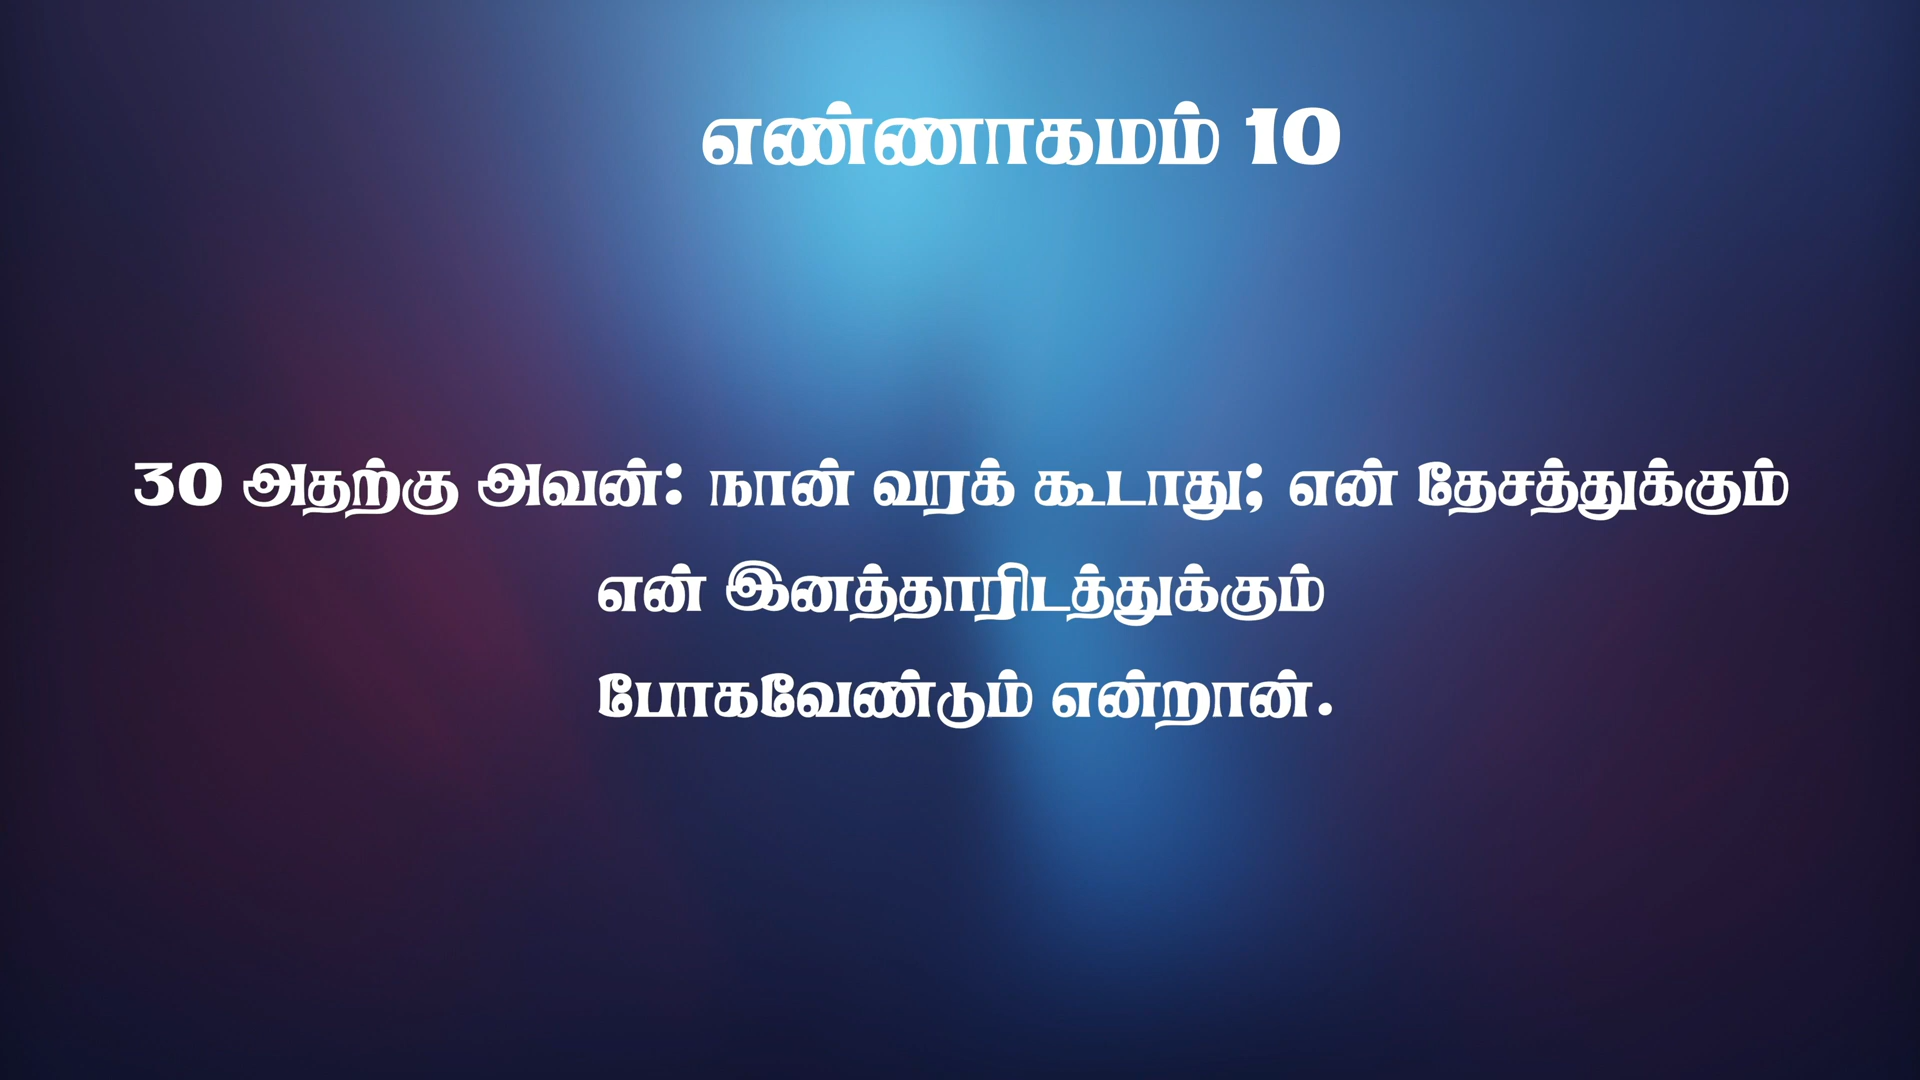 எண்ணாகமம் 10
30 அதற்கு அவன்: நான் வரக் கூடாது; என் தேசத்துக்கும்
என் இனத்தாரிடத்துக்கும்
போகவேண்டும் என்றான்.